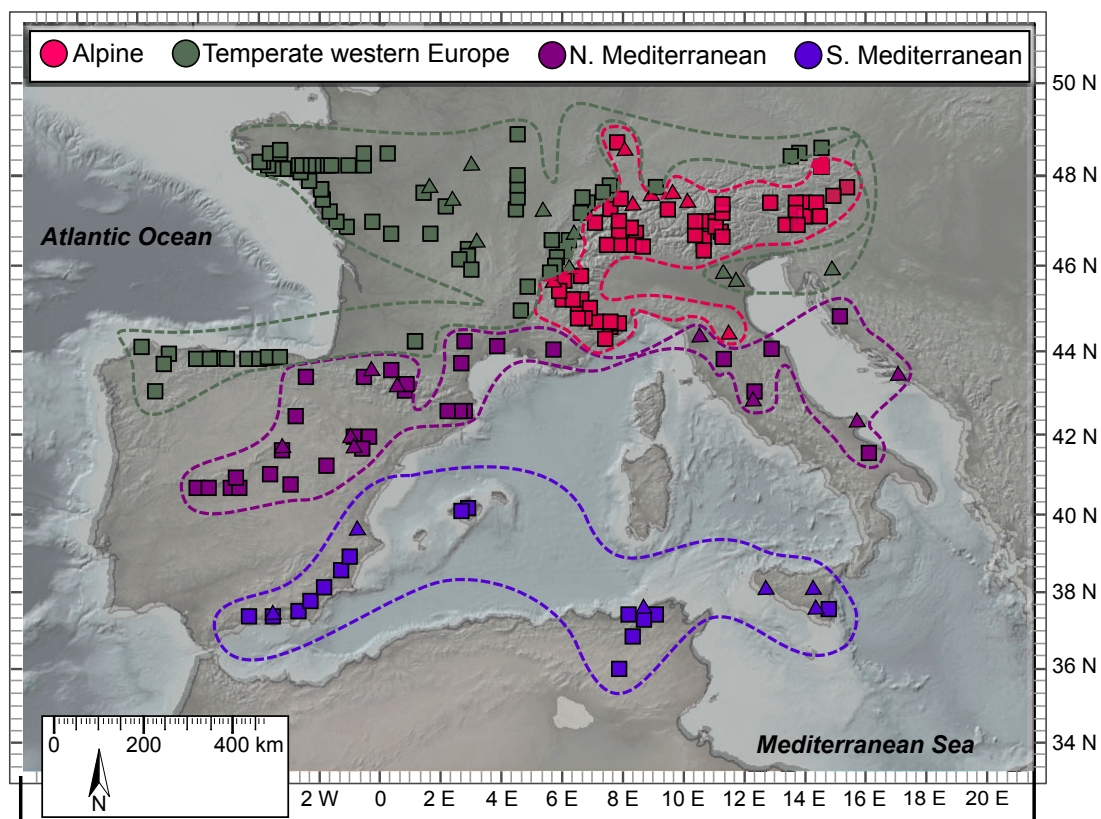 Alpine Temperate western Europe N. Mediterranean S. Mediterranean
50 N
48 N
Atlantic Ocean
46 N
44 N
42 N
40 N
38 N
36 N
0 200 400 km
Mediterranean Sea
34 N
N
2 W 0 2 E 4 E 6 E 8 E 10 E 12 E 14 E 16 E 18 E 20 E